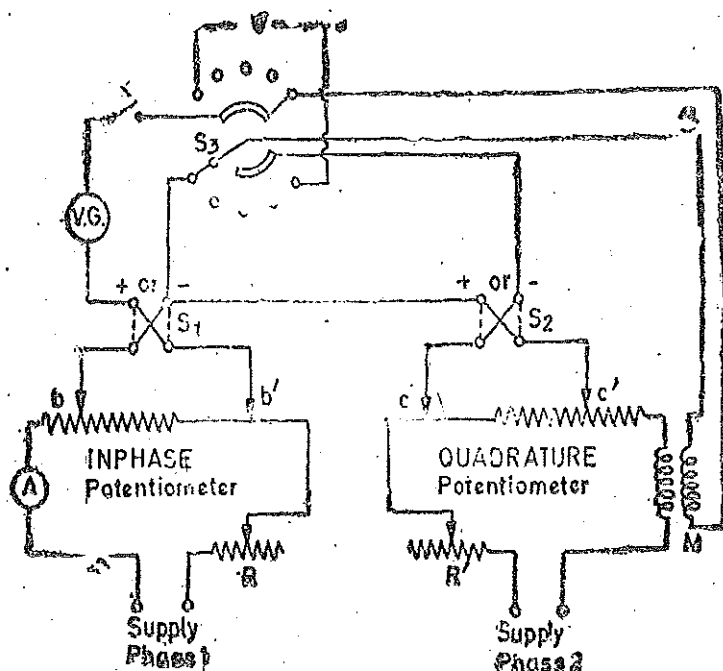 S3
V.G.
+ or -
S1
+ or -
S2
b
b'
c
c'
INPHASE
Potentiometer
QUADRATURE
Potentiometer
A
M
R
R'
Supply
Phase 1
Supply
Phase 2